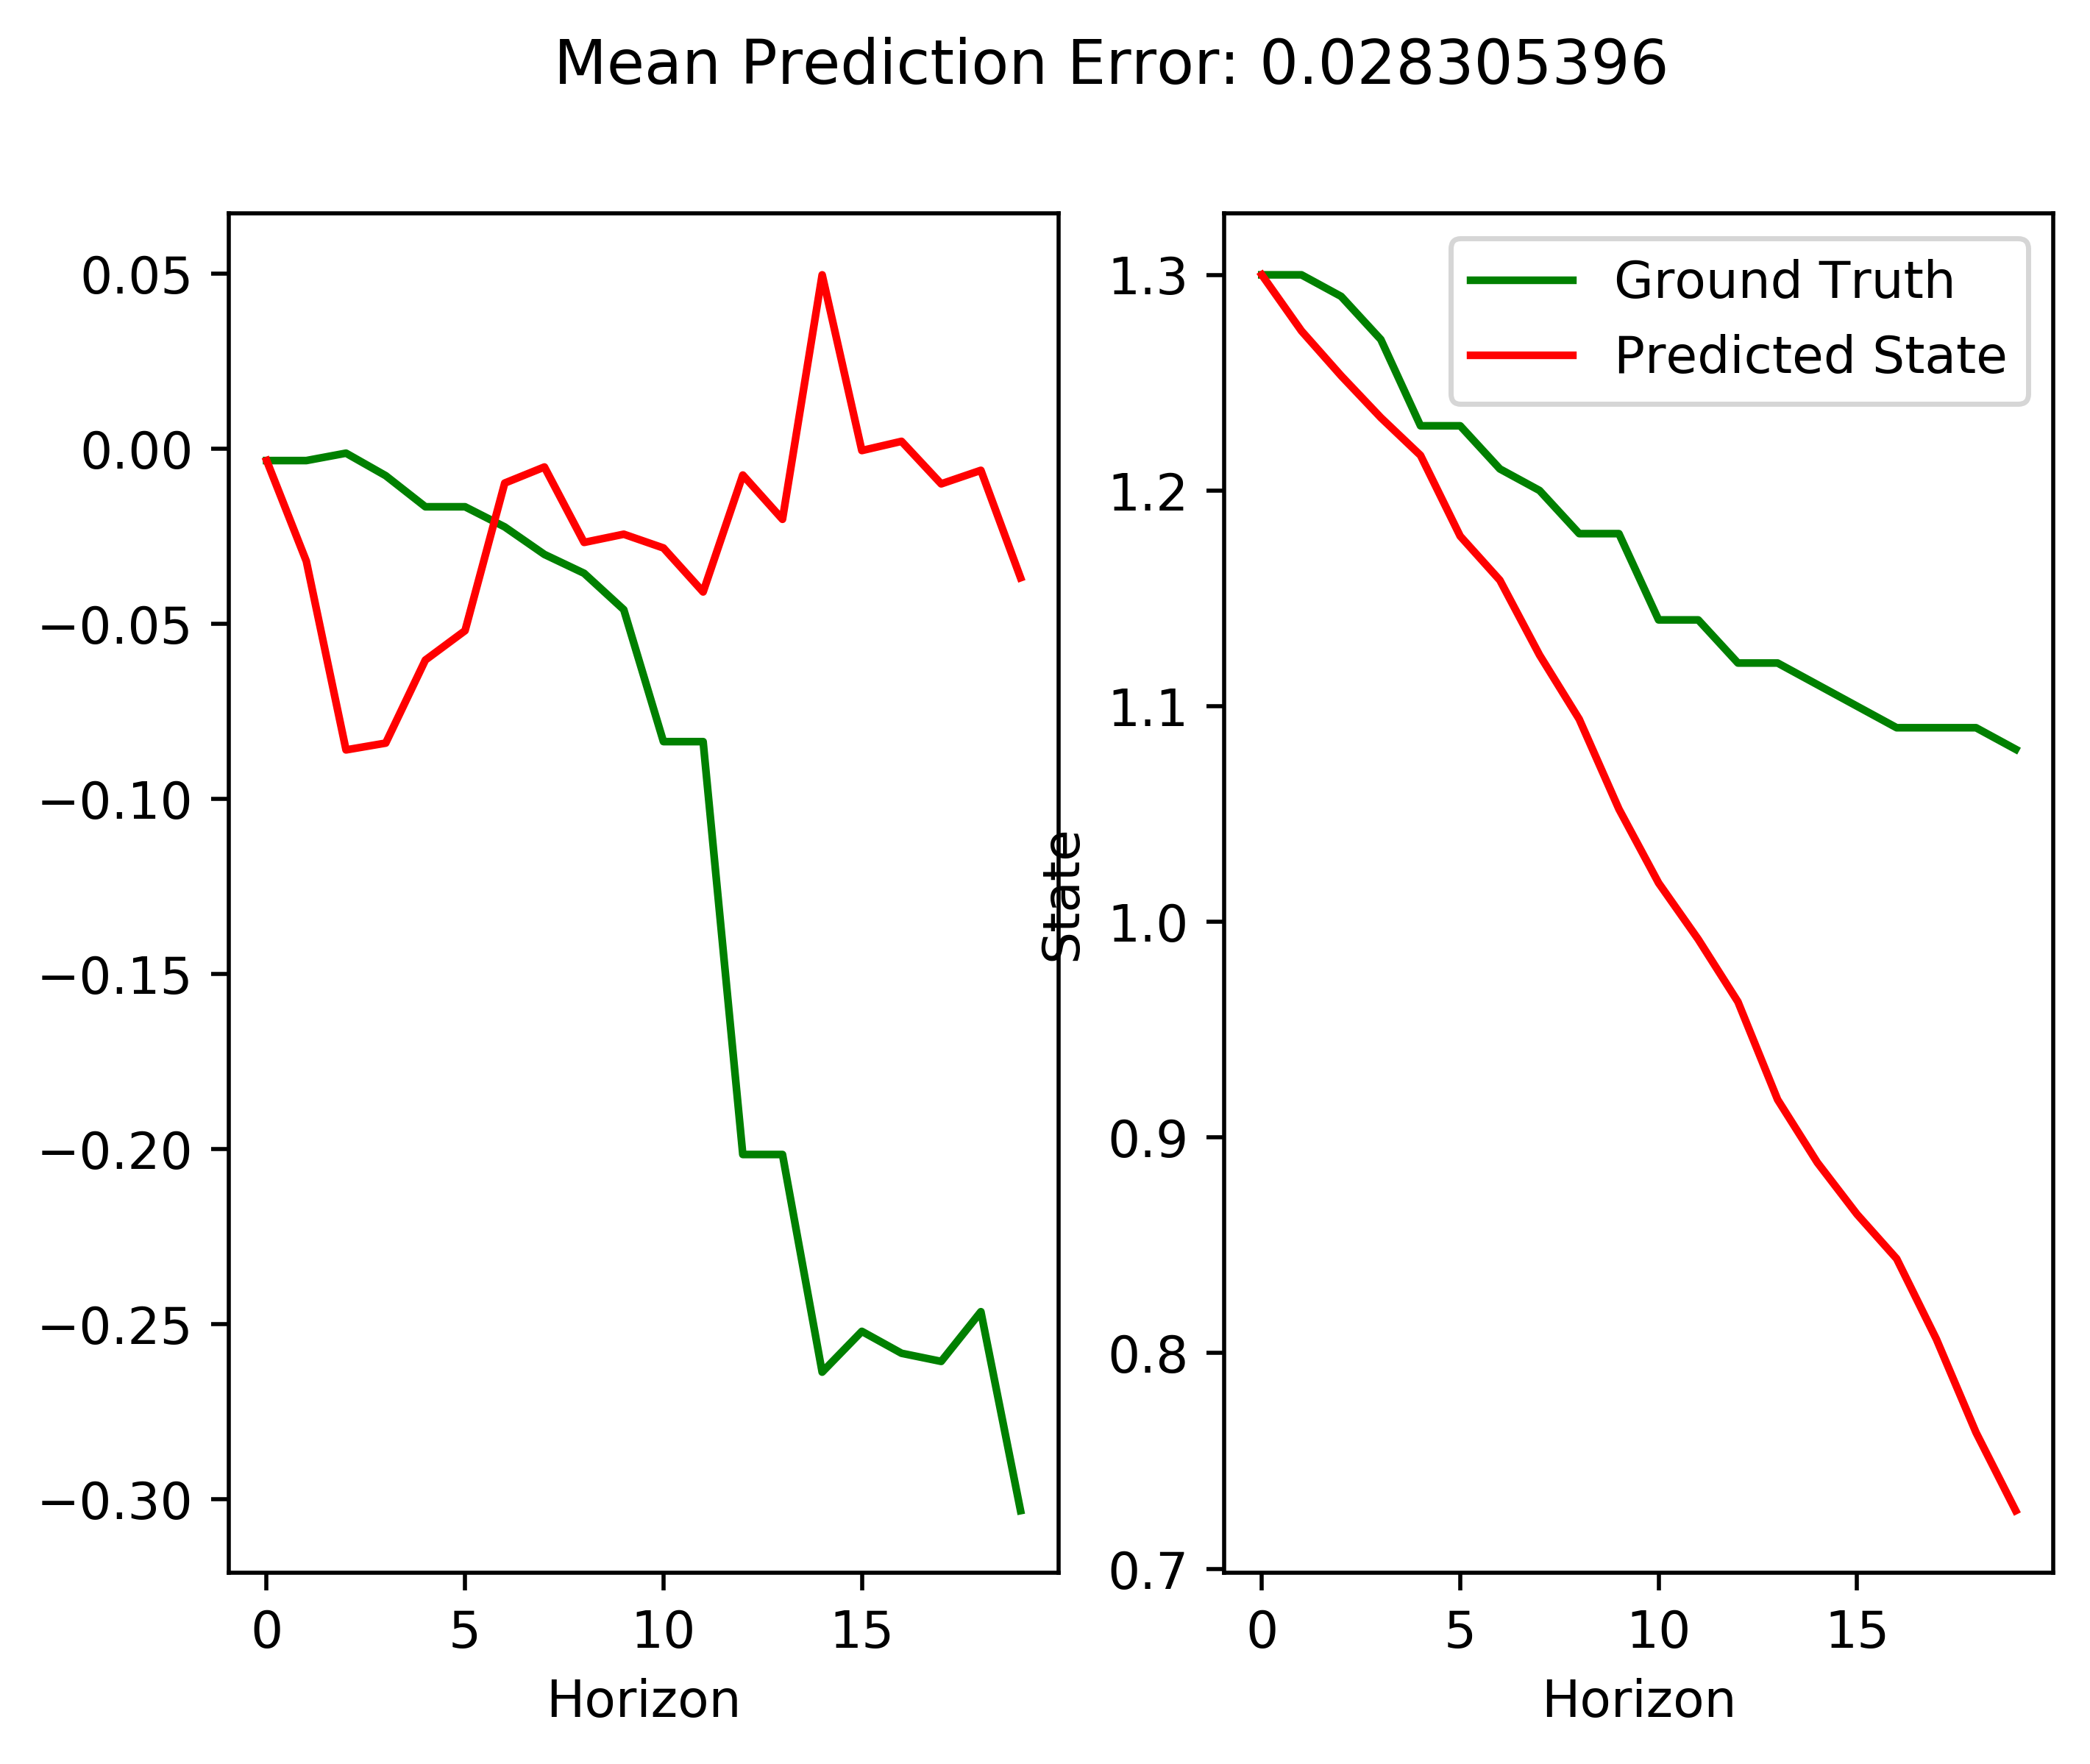 Mean Prediction Error: 0.028305396
0.05
0.00
−0.05
−0.10
−0.15
−0.20
−0.25
−0.30
0 5 10 15
Horizon
State
1.3
1.2
1.1
1.0
0.9
0.8
0.7
Ground Truth
Predicted State
0 5 10 15
Horizon